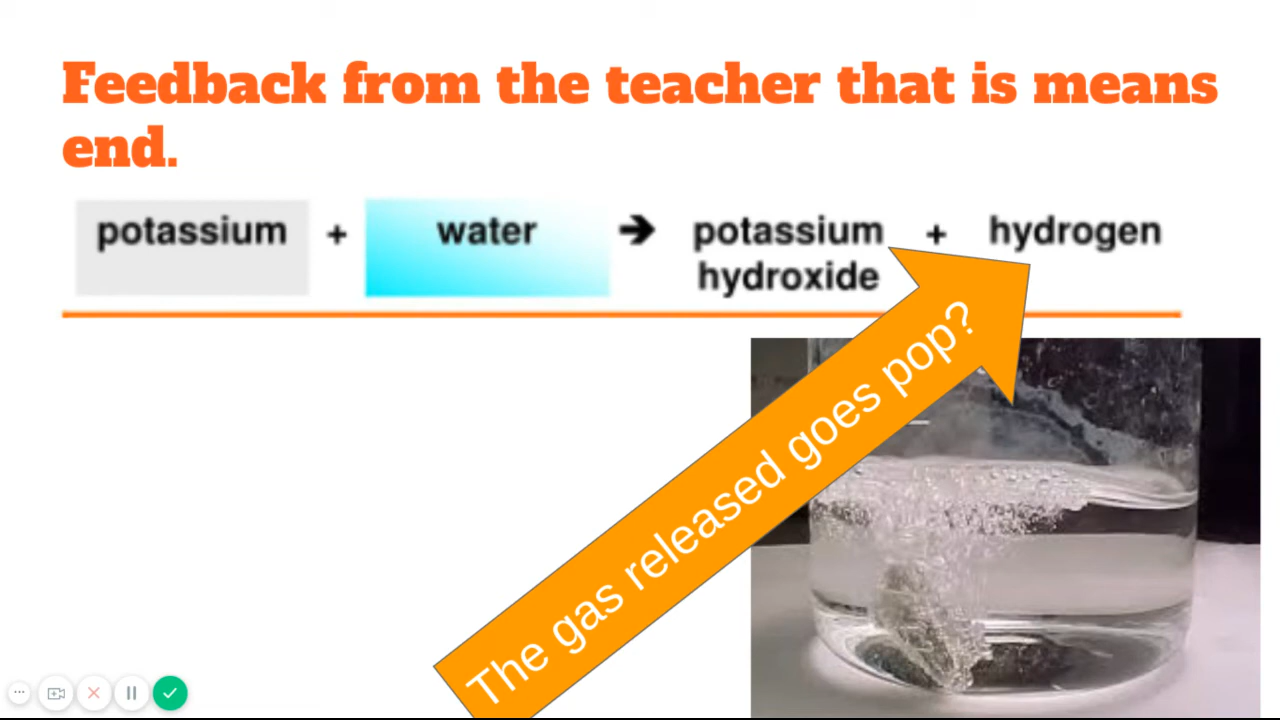 Feedback from the teacher that is means
end.
potassium + water → potassium + hydrogen
hydroxide
The gas released goes pop?